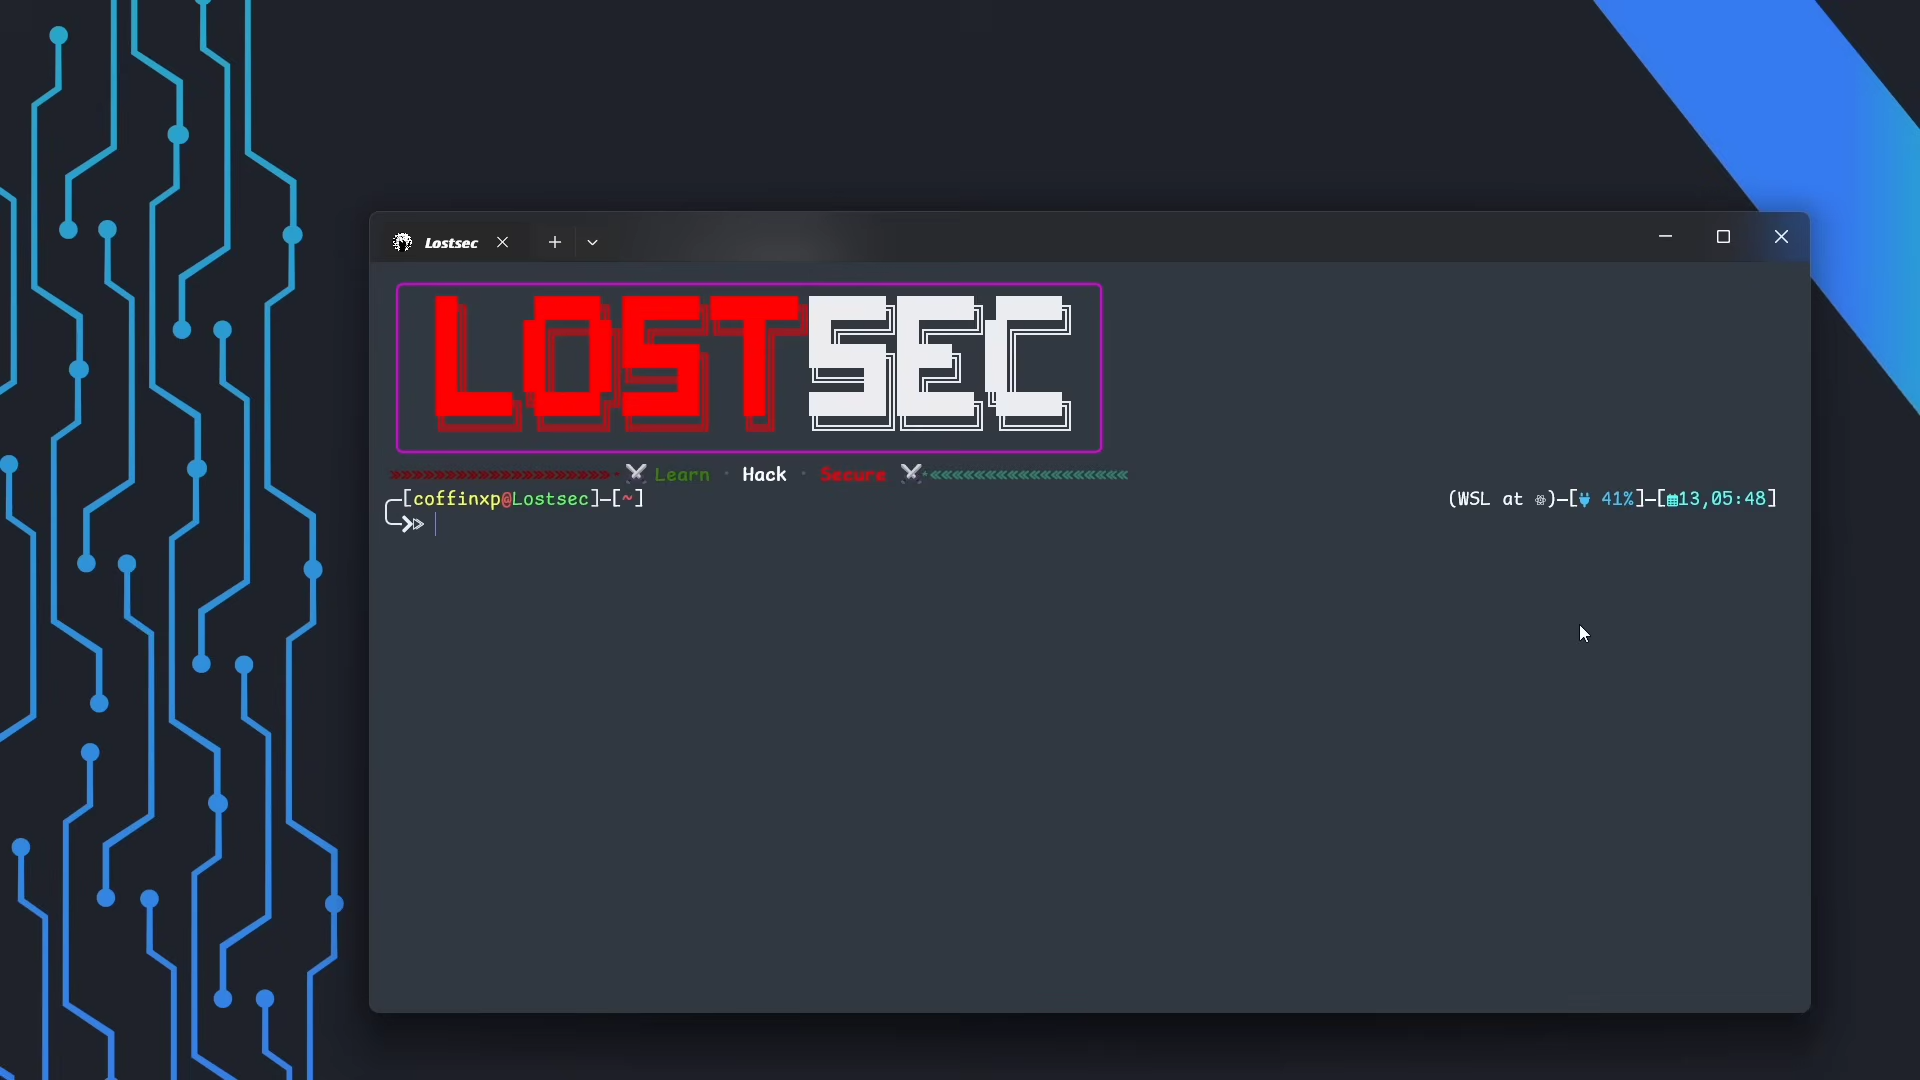 Lostsec
LOSTSEC
»»»»»»»»»»»»»»»»»»»» · ⚔ Learn · Hack · Secure ⚔ · ««««««««««««««««««
╭─[coffinxp@Lostsec]─[~] (WSL at ⚛)─[ 41%]─[13,05:48]
╰─»